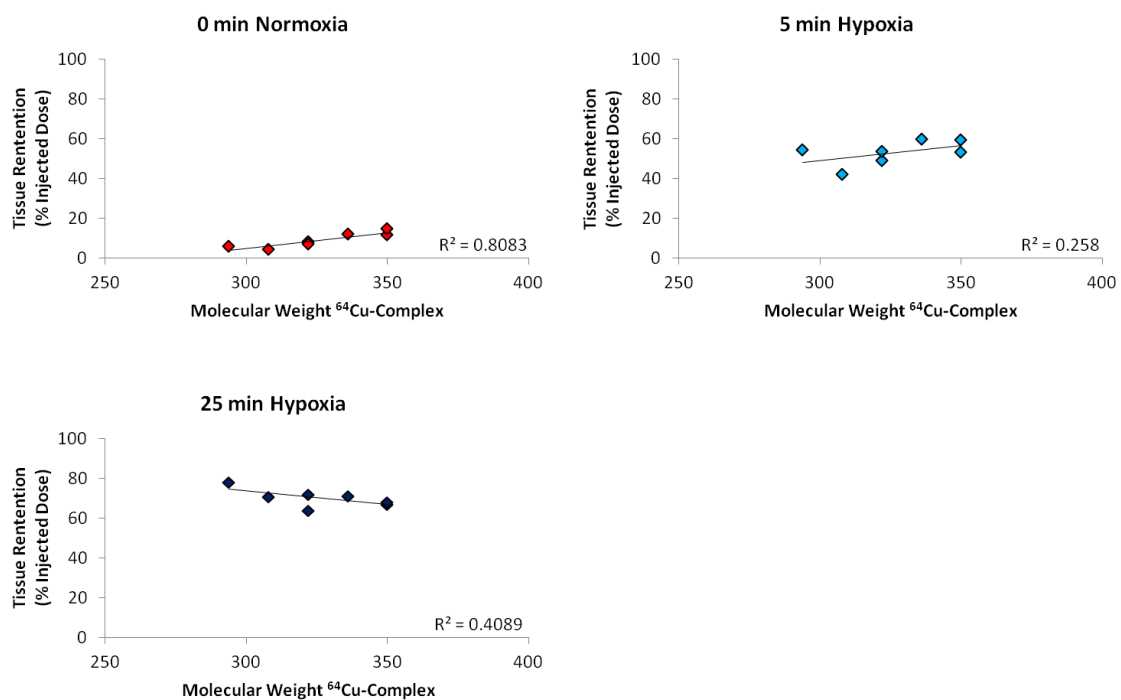 0 min Normoxia
Tissue Rentention
(% Injected Dose)
100
80
60
40
20
0
R² = 0.8083
250 300 350 400
Molecular Weight ⁶⁴Cu-Complex
5 min Hypoxia
Tissue Rentention
(% Injected Dose)
100
80
60
40
20
0
R² = 0.258
250 300 350 400
Molecular Weight ⁶⁴Cu-Complex
25 min Hypoxia
Tissue Rentention
(% Injected Dose)
100
80
60
40
20
0
R² = 0.4089
250 300 350 400
Molecular Weight ⁶⁴Cu-Complex